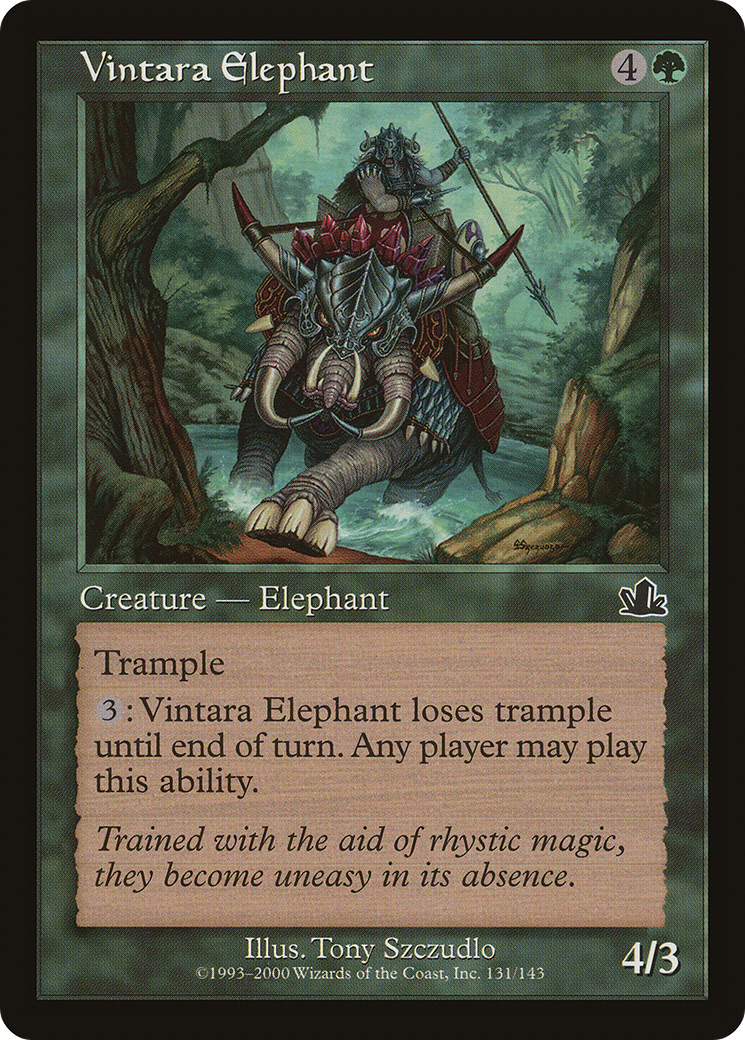 Vintara Elephant
4
Creature — Elephant
Trample
3: Vintara Elephant loses trample
until end of turn. Any player may play
this ability.
Trained with the aid of rhystic magic,
they become uneasy in its absence.
Illus. Tony Szczudlo
©1993–2000 Wizards of the Coast, Inc. 131/143
4/3